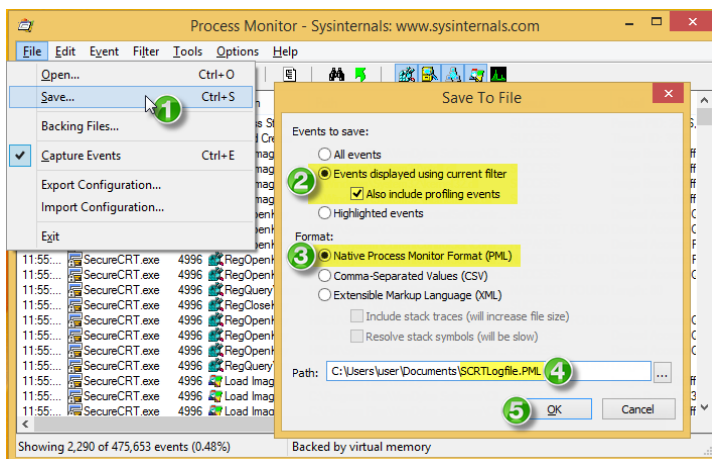 Process Monitor - Sysinternals: www.sysinternals.com
File Edit Event Filter Tools Options Help
Open... Ctrl+O
Save... Ctrl+S
Backing Files...
Capture Events Ctrl+E
Export Configuration...
Import Configuration...
Exit
1
Save To File
Events to save:
All events
2 Events displayed using current filter
Also include profiling events
Highlighted events
Format:
3 Native Process Monitor Format (PML)
Comma-Separated Values (CSV)
Extensible Markup Language (XML)
Include stack traces (will increase file size)
Resolve stack symbols (will be slow)
Path: C:\Users\user\Documents\SCRTLogfile.PML 4 ...
5 OK Cancel
11:55:... SecureCRT.exe 4996 RegOpenK
11:55:... SecureCRT.exe 4996 RegOpenK
11:55:... SecureCRT.exe 4996 RegQuery
11:55:... SecureCRT.exe 4996 RegCloseK
11:55:... SecureCRT.exe 4996 RegOpenK
11:55:... SecureCRT.exe 4996 RegOpenK
11:55:... SecureCRT.exe 4996 RegOpenK
11:55:... SecureCRT.exe 4996 RegQuery
11:55:... SecureCRT.exe 4996 Load Imag
11:55:... SecureCRT.exe 4996 Load Imag
11:55:... SecureCRT.exe 4996 Load Imag
Showing 2,290 of 475,653 events (0.48%) Backed by virtual memory